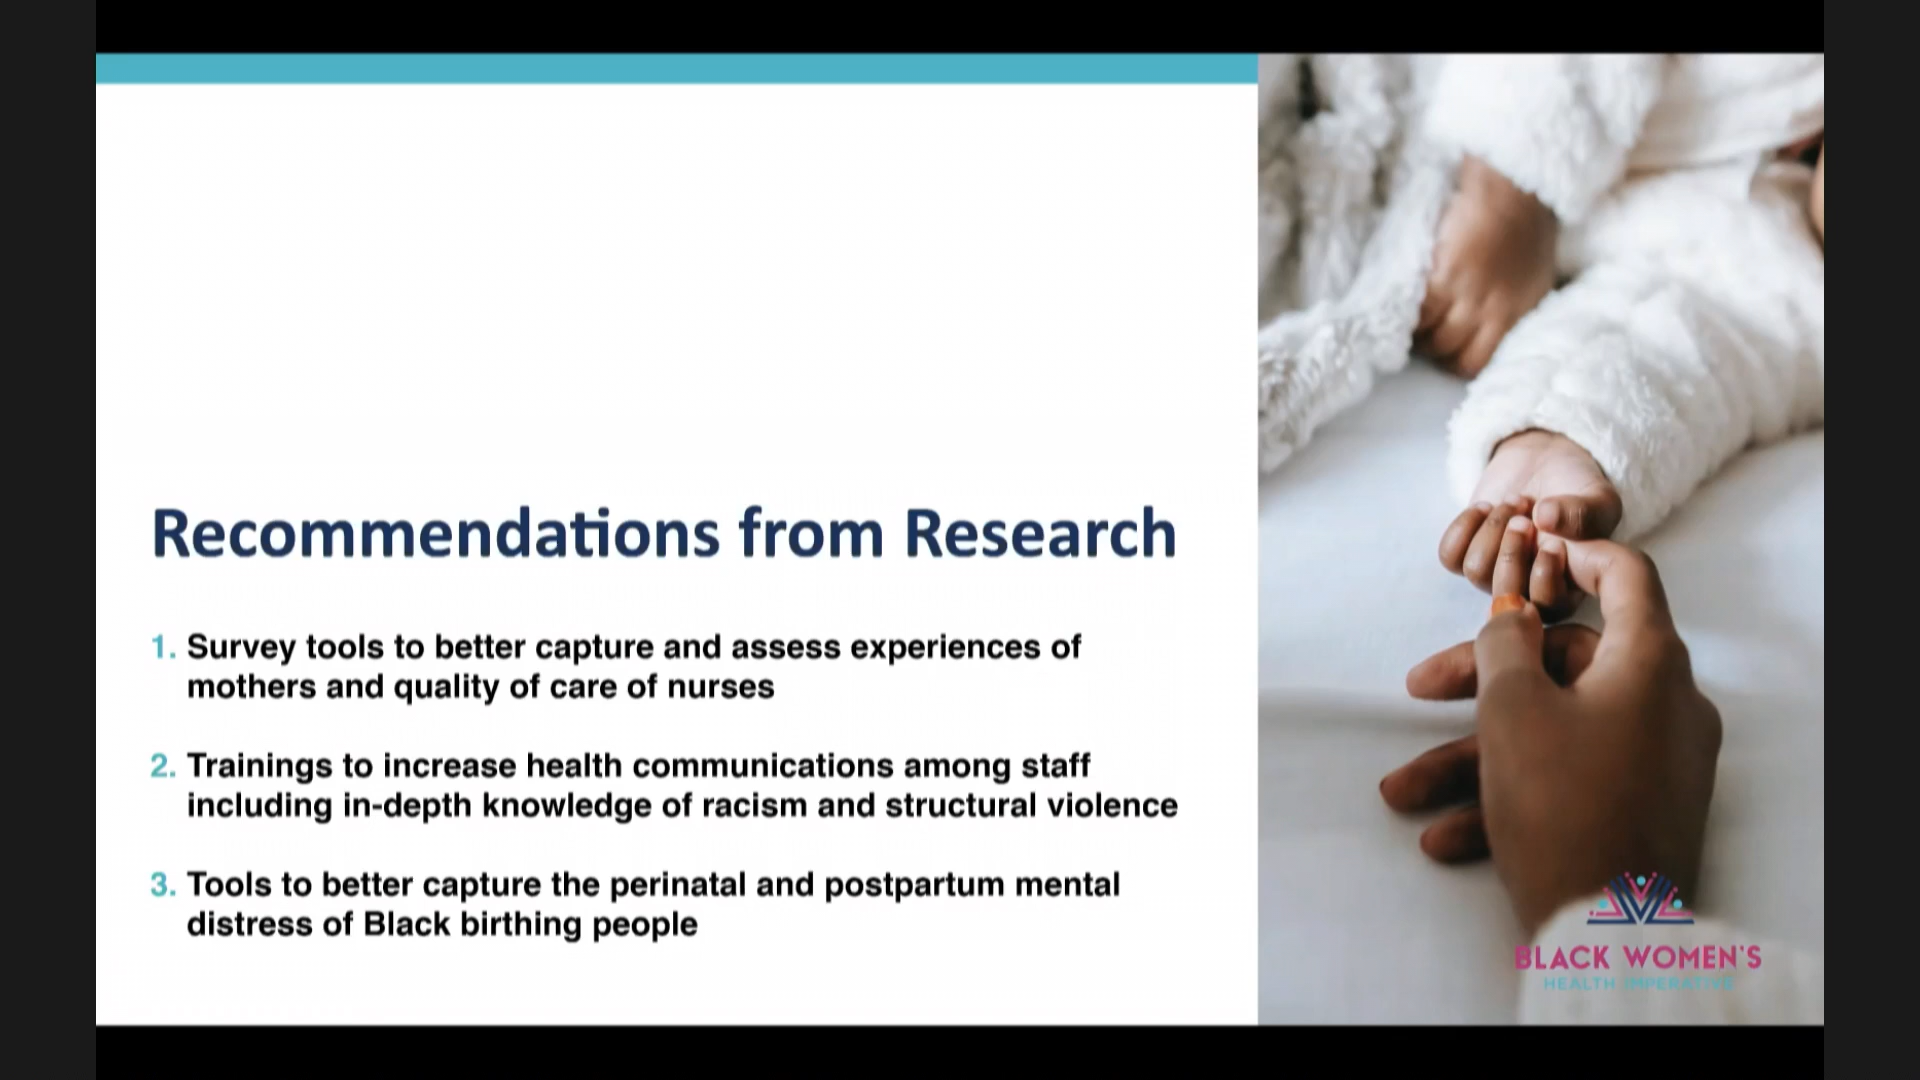 Recommendations from Research
1. Survey tools to better capture and assess experiences of
mothers and quality of care of nurses
2. Trainings to increase health communications among staff
including in-depth knowledge of racism and structural violence
3. Tools to better capture the perinatal and postpartum mental
distress of Black birthing people
BLACK WOMEN'S
HEALTH IMPERATIVE